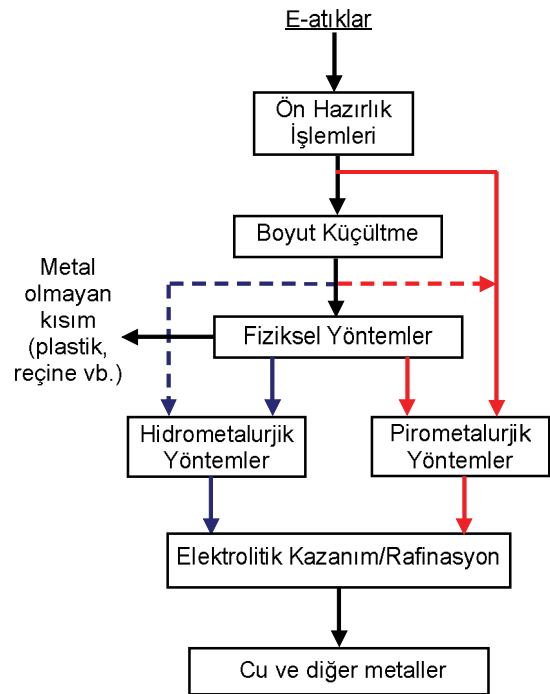 E-atıklar
Ön Hazırlık
İşlemleri
Boyut Küçültme
Metal
olmayan
kısım
(plastik,
reçine vb.)
Fiziksel Yöntemler
Hidrometalurjik
Yöntemler
Pirometalurjik
Yöntemler
Elektrolitik Kazanım/Rafinasyon
Cu ve diğer metaller